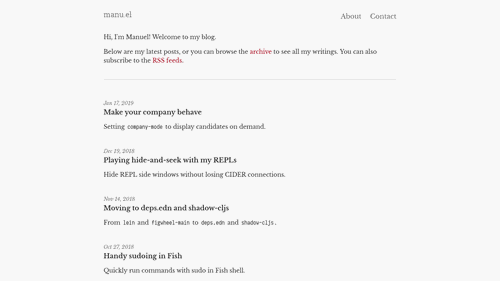 manu.el
About Contact
Hi, I'm Manuel! Welcome to my blog.
Below are my latest posts, or you can browse the archive to see all my writings. You can also
subscribe to the RSS feeds.
Jan 17, 2019
Make your company behave
Setting company-mode to display candidates on demand.
Dec 19, 2018
Playing hide-and-seek with my REPLs
Hide REPL side windows without losing CIDER connections.
Nov 14, 2018
Moving to deps.edn and shadow-cljs
From lein and figwheel-main to deps.edn and shadow-cljs.
Oct 27, 2018
Handy sudoing in Fish
Quickly run commands with sudo in Fish shell.